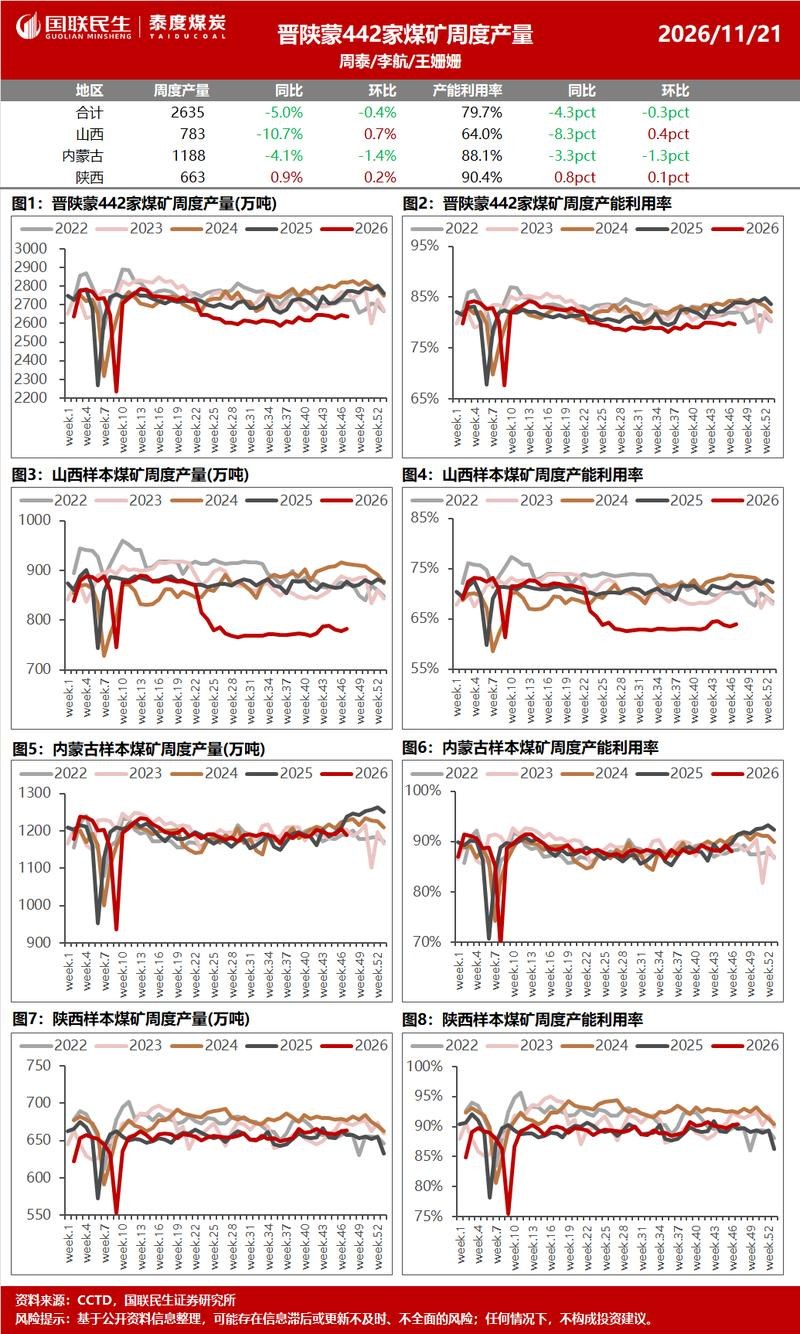 国联民生 泰度煤炭
GUOLIAN MINSHENG TAIDUCOAL
晋陕蒙442家煤矿周度产量
周泰/李航/王姗姗
2026/11/21
地区 周度产量 同比 环比 产能利用率 同比 环比
合计 2635 -5.0% -0.4% 79.7% -4.3pct -0.3pct
山西 783 -10.7% 0.7% 64.0% -8.3pct 0.4pct
内蒙古 1188 -4.1% -1.4% 88.1% -3.3pct -1.3pct
陕西 663 0.9% 0.2% 90.4% 0.8pct 0.1pct
图1：晋陕蒙442家煤矿周度产量(万吨)
2022 2023 2024 2025 2026
3000
2900
2800
2700
2600
2500
2400
2300
2200
week.1 week.4 week.7 week.10 week.13 week.16 week.19 week.22 week.25 week.28 week.31 week.34 week.37 week.40 week.43 week.46 week.49 week.52
图2：晋陕蒙442家煤矿周度产能利用率
2022 2023 2024 2025 2026
95%
85%
75%
65%
week.1 week.4 week.7 week.10 week.13 week.16 week.19 week.22 week.25 week.28 week.31 week.34 week.37 week.40 week.43 week.46 week.49 week.52
图3：山西样本煤矿周度产量(万吨)
2022 2023 2024 2025 2026
1000
900
800
700
week.1 week.4 week.7 week.10 week.13 week.16 week.19 week.22 week.25 week.28 week.31 week.34 week.37 week.40 week.43 week.46 week.49 week.52
图4：山西样本煤矿周度产能利用率
2022 2023 2024 2025 2026
85%
75%
65%
55%
week.1 week.4 week.7 week.10 week.13 week.16 week.19 week.22 week.25 week.28 week.31 week.34 week.37 week.40 week.43 week.46 week.49 week.52
图5：内蒙古样本煤矿周度产量(万吨)
2022 2023 2024 2025 2026
1300
1200
1100
1000
900
week.1 week.4 week.7 week.10 week.13 week.16 week.19 week.22 week.25 week.28 week.31 week.34 week.37 week.40 week.43 week.46 week.49 week.52
图6：内蒙古样本煤矿周度产能利用率
2022 2023 2024 2025 2026
100%
90%
80%
70%
week.1 week.4 week.7 week.10 week.13 week.16 week.19 week.22 week.25 week.28 week.31 week.34 week.37 week.40 week.43 week.46 week.49 week.52
图7：陕西样本煤矿周度产量(万吨)
2022 2023 2024 2025 2026
750
700
650
600
550
week.1 week.4 week.7 week.10 week.13 week.16 week.19 week.22 week.25 week.28 week.31 week.34 week.37 week.40 week.43 week.46 week.49 week.52
图8：陕西样本煤矿周度产能利用率
2022 2023 2024 2025 2026
100%
95%
90%
85%
80%
75%
week.1 week.4 week.7 week.10 week.13 week.16 week.19 week.22 week.25 week.28 week.31 week.34 week.37 week.40 week.43 week.46 week.49 week.52
资料来源：CCTD，国联民生证券研究所
风险提示：基于公开资料信息整理，可能存在信息滞后或更新不及时、不全面的风险；任何情况下，不构成投资建议。